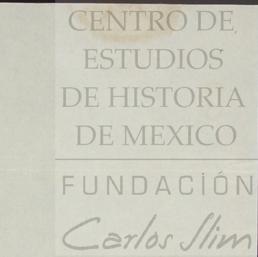 CENTRO DE
ESTUDIOS
DE HISTORIA
DE MEXICO
FUNDACIÓN
Carlos Slim